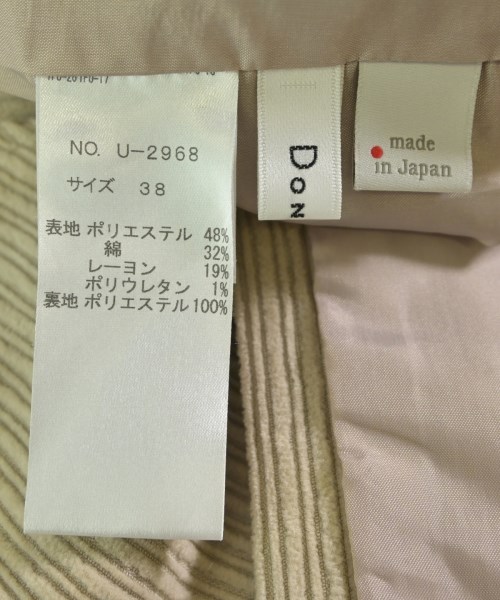 NO. U-2968
サイズ 38
表地 ポリエステル 48%
綿 32%
レーヨン 19%
ポリウレタン 1%
裏地 ポリエステル 100%
DON
made
in Japan